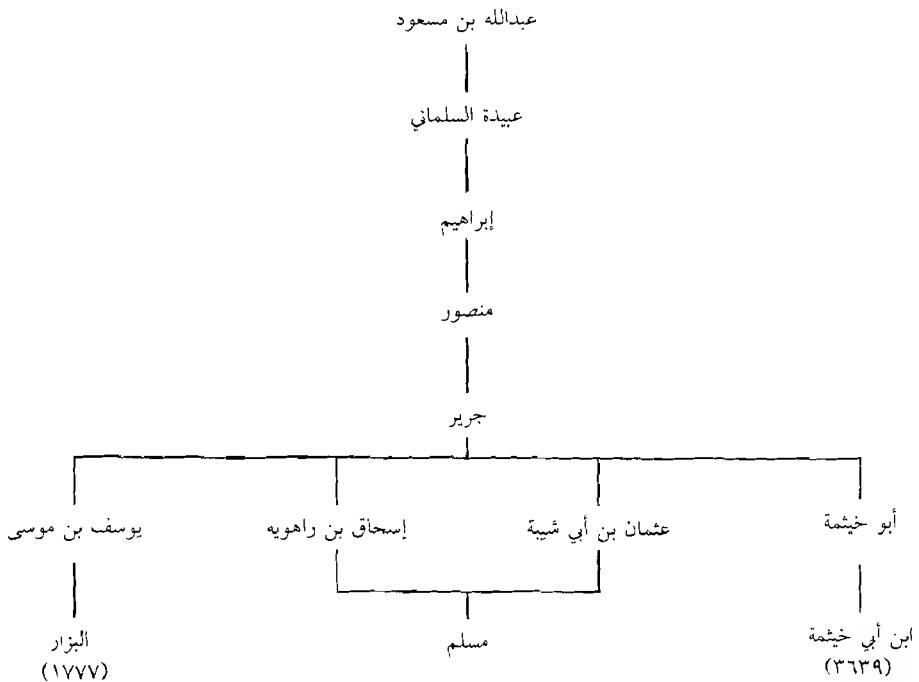 عبدالله بن مسعود
عبيدة السلماني
إبراهيم
منصور
جرير
أبو خيثمة
عثمان بن أبي شيبة
إسحاق بن راهويه
يوسف بن موسى
ابن أبي خيثمة
(٣٦٣٩)
مسلم
البزار
(١٧٧٧)